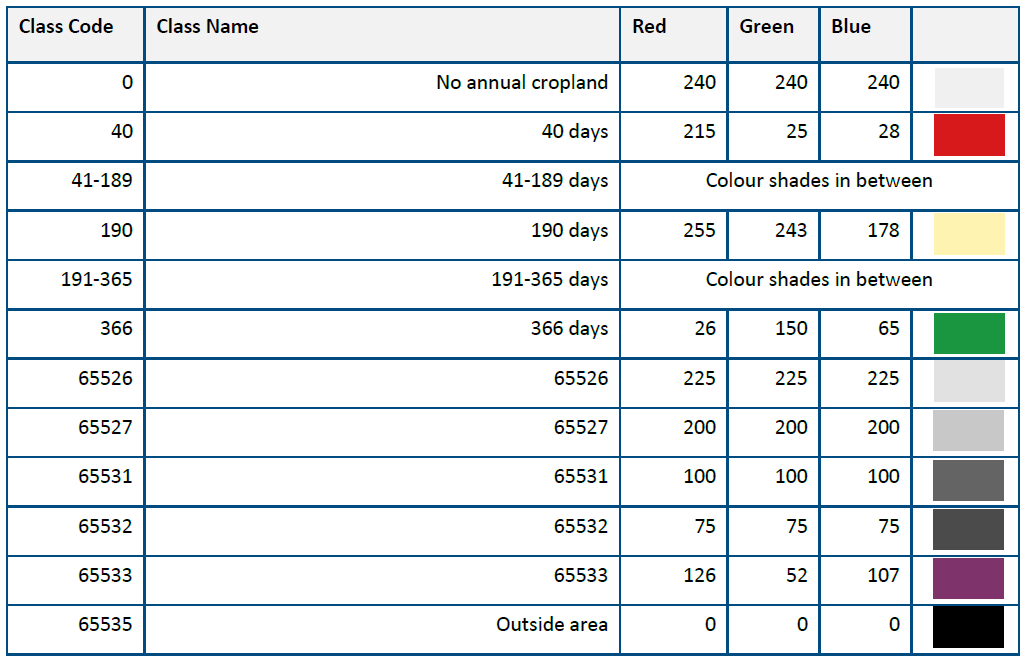 Class Code Class Name Red Green Blue
0 No annual cropland 240 240 240
40 40 days 215 25 28
41-189 41-189 days Colour shades in between
190 190 days 255 243 178
191-365 191-365 days Colour shades in between
366 366 days 26 150 65
65526 65526 225 225 225
65527 65527 200 200 200
65531 65531 100 100 100
65532 65532 75 75 75
65533 65533 126 52 107
65535 Outside area 0 0 0